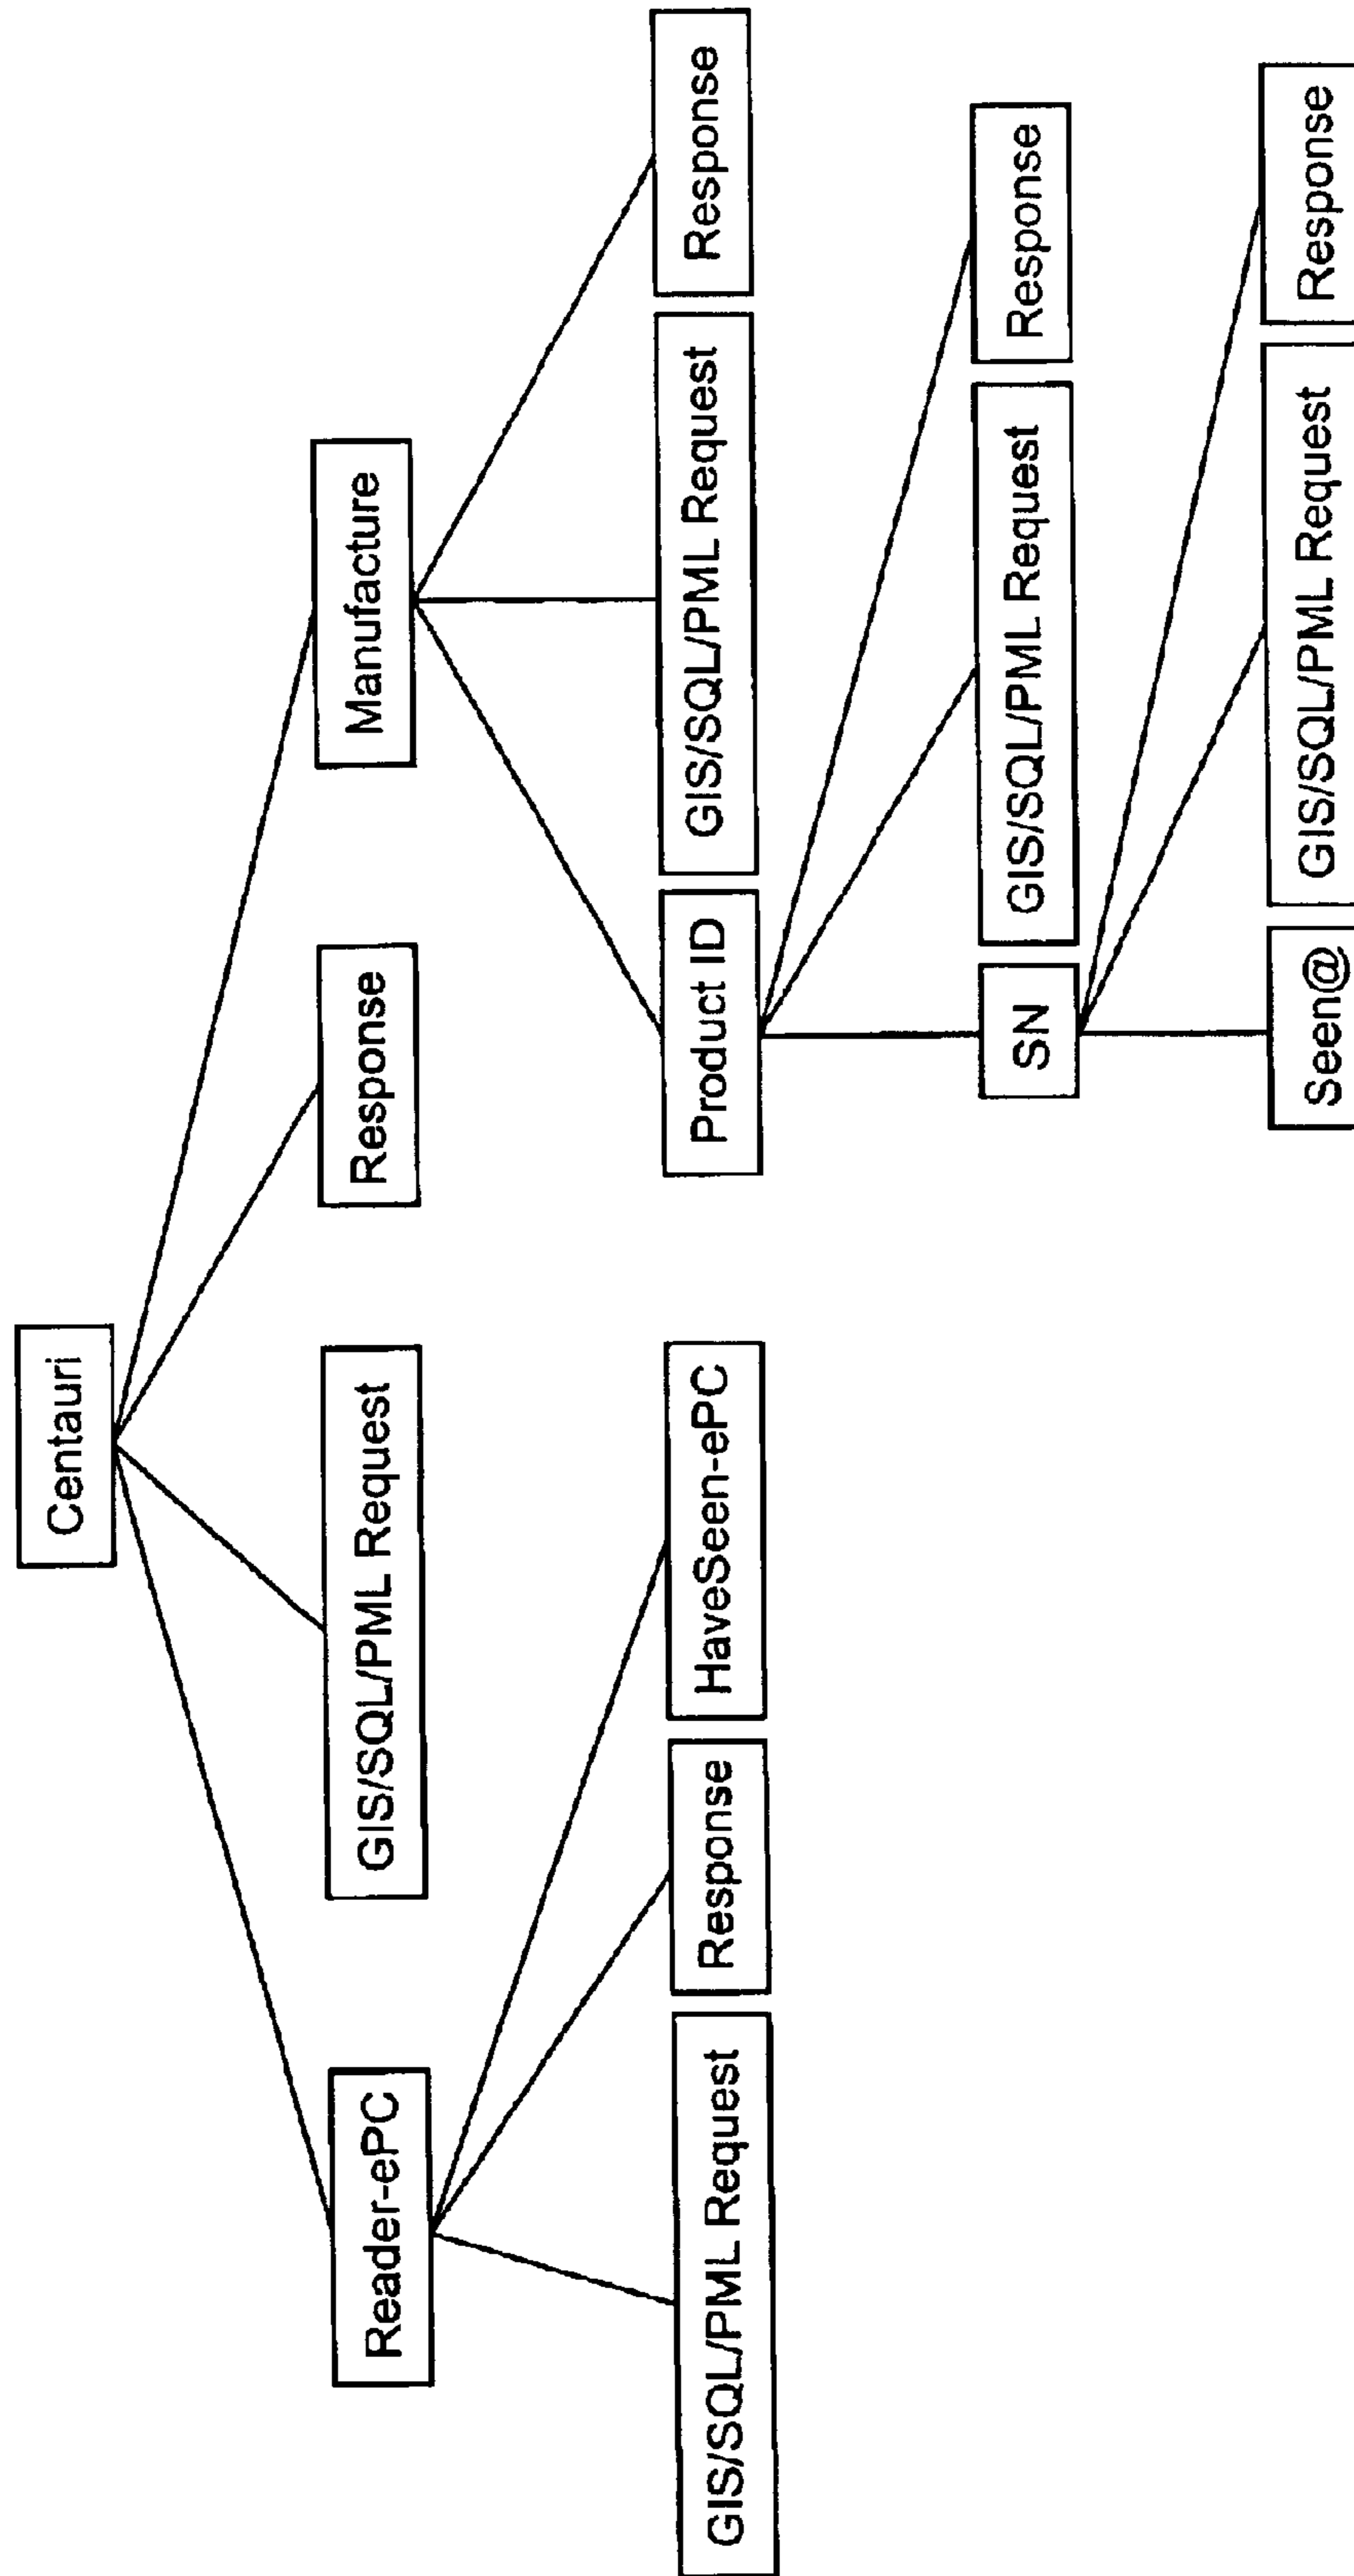 Centauri
Reader-ePC
GIS/SQL/PML Request
Response
Manufacture
GIS/SQL/PML Request
Response
HaveSeen-ePC
Product ID
GIS/SQL/PML Request
Response
SN
GIS/SQL/PML Request
Response
Seen@
GIS/SQL/PML Request
Response